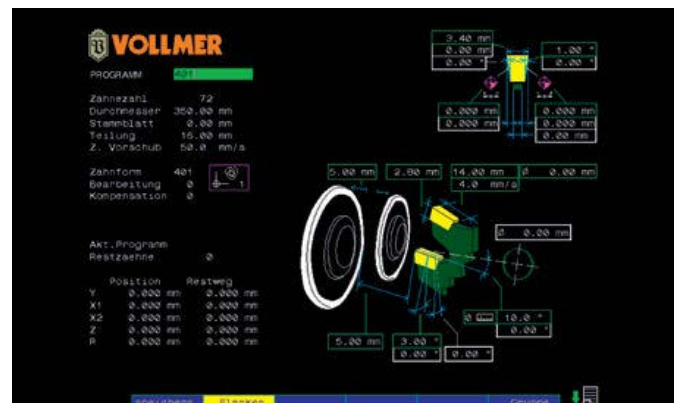 VOLLMER
PROGRAMM 401
Zahnezahl 72
Durchmesser 350.00 mm
Stammblatt 0.00 mm
Teilung 16.00 mm
Z. Vorschub 50.0 mm/s
Zahnform 401
Bearbeitung 0
Kompensation 0
1
Akt.Programm
Restzaehne 0
Position Restweg
Y 0.000 mm 0.000 mm
X1 0.000 mm 0.000 mm
X2 0.000 mm 0.000 mm
Z 0.000 mm 0.000 mm
R 0.000 mm 0.000 mm
3.40 mm
0.00 mm 1.00 °
0.00 ° 0.00 °
0.000 mm 0.000 mm
0.000 mm 0.000 mm
0.00 mm
5.00 mm 2.80 mm 14.00 mm Ø 0.00 mm
4.0 mm/s
Ø 0.00 mm
Ø 10.0 °
0.00 °
5.00 mm 3.00 °
0.00 ° 0.00 °
Flanken Gruppe